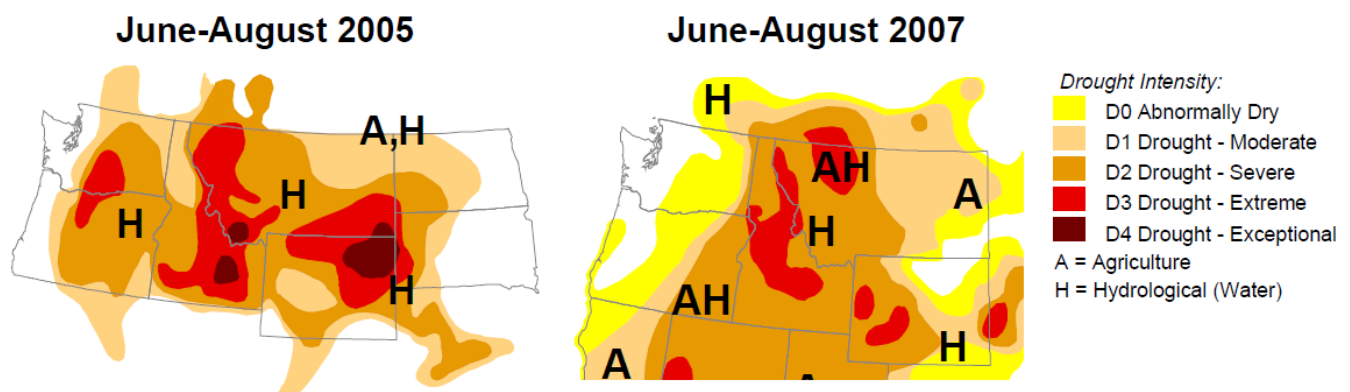 June-August 2005
June-August 2007
A,H
H
H
H
H
AH
A
H
AH
H
A
Drought Intensity:
D0 Abnormally Dry
D1 Drought - Moderate
D2 Drought - Severe
D3 Drought - Extreme
D4 Drought - Exceptional
A = Agriculture
H = Hydrological (Water)